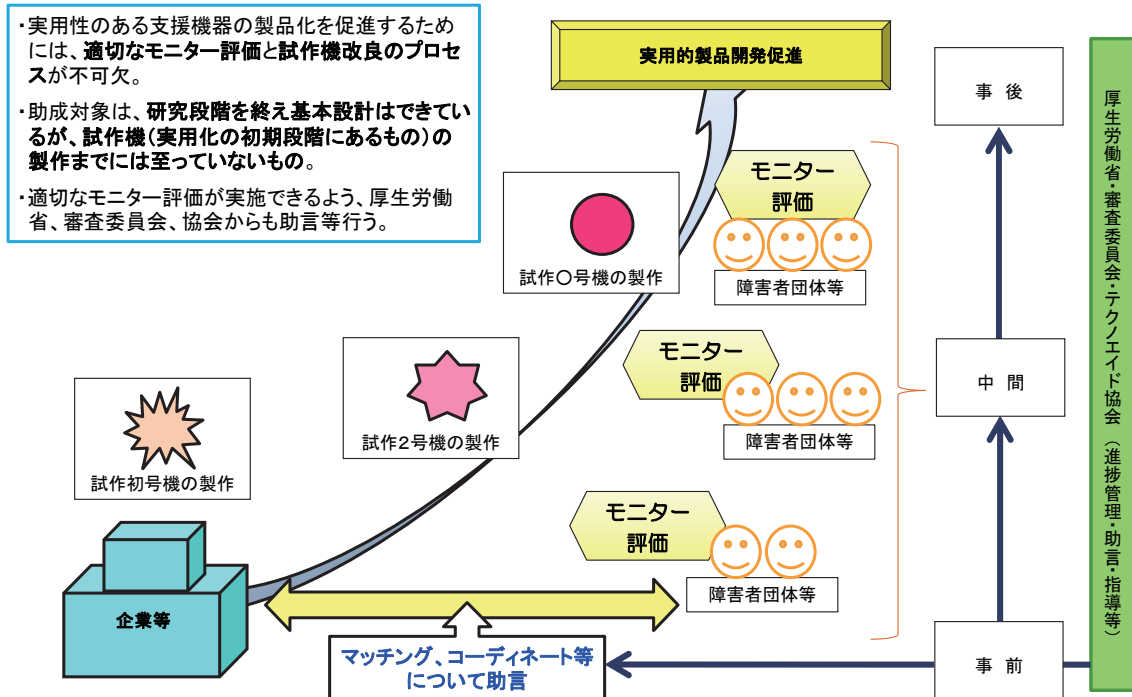 ・実用性のある支援機器の製品化を促進するため
には、適切なモニター評価と試作機改良のプロセ
スが不可欠。
・助成対象は、研究段階を終え基本設計はできてい
るが、試作機(実用化の初期段階にあるもの)の
製作までには至っていないもの。
・適切なモニター評価が実施できるよう、厚生労働
省、審査委員会、協会からも助言等行う。
実用的製品開発促進
事 後
モニター
評価
障害者団体等
試作〇号機の製作
モニター
評価
障害者団体等
中 間
試作2号機の製作
試作初号機の製作
モニター
評価
障害者団体等
企業等
マッチング、コーディネート等
について助言
事 前
厚生労働省・審査委員会・テクノエイド協会 (進捗管理・助言・指導等)